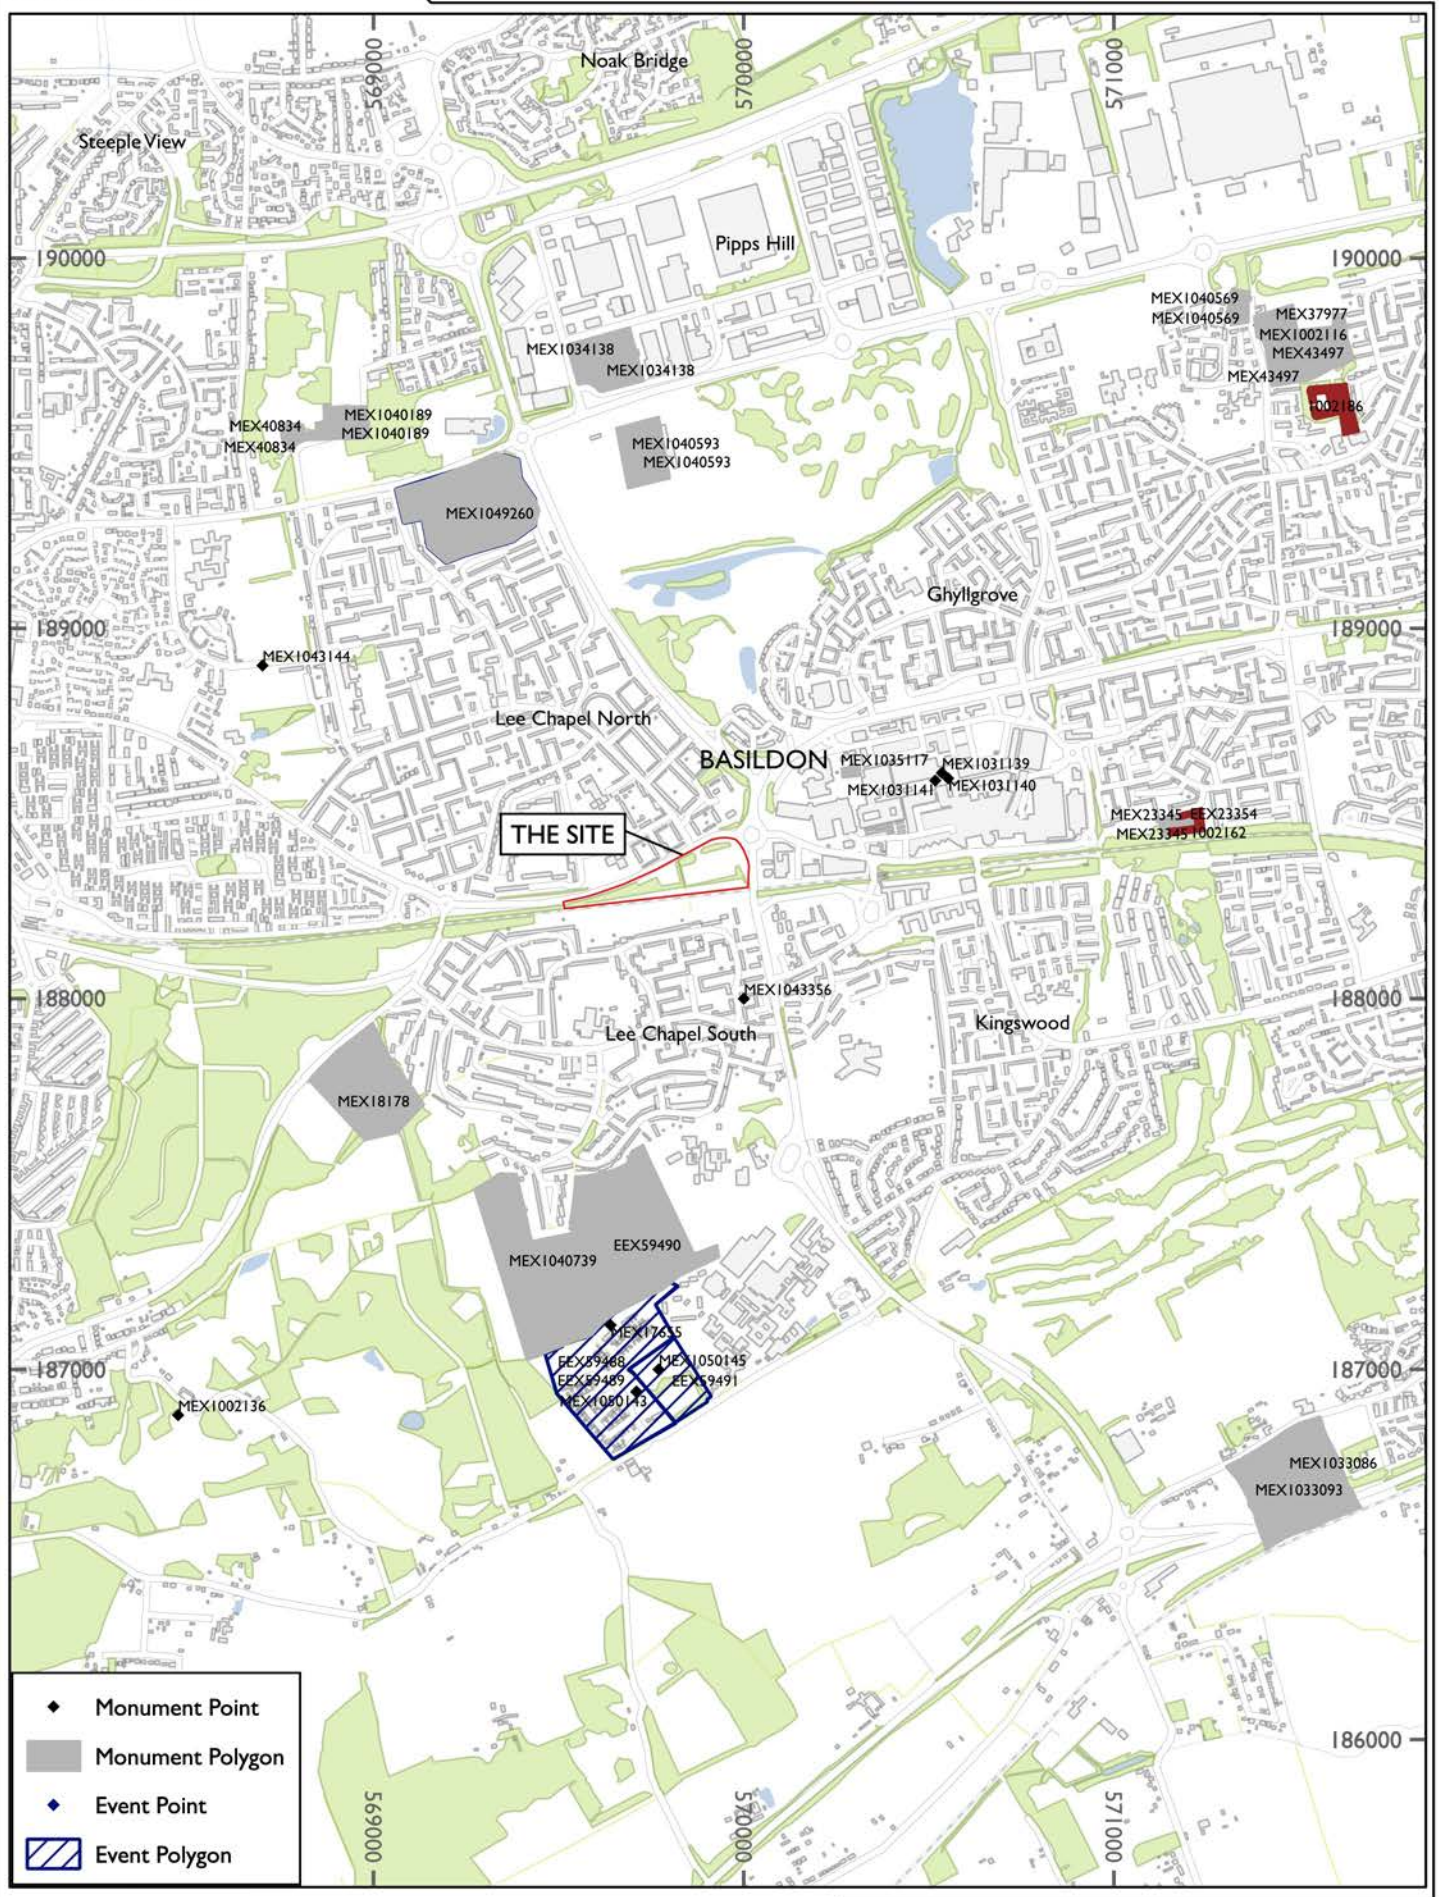 569000
570000
571000
Noak Bridge
Steeple View
Pipps Hill
190000
190000
MEX1040569
MEX1040569
MEX37977
MEX1002116
MEX43497
MEX43497
1002186
MEX1034138
MEX1034138
MEX1040189
MEX1040189
MEX40834
MEX40834
MEX1040593
MEX1040593
MEX1049260
Ghyllgrove
189000
189000
MEX1043144
Lee Chapel North
BASILDON
MEX1035117
MEX1031139
MEX1031141
MEX1031140
MEX23345
EEX23354
MEX23345
1002162
THE SITE
188000
188000
MEX1043356
Lee Chapel South
Kingswood
MEX18178
EEX59490
MEX1040739
MEX17655
EEX59488
MEX1050145
EEX59489
EEX59491
MEX1050143
187000
187000
MEX1002136
MEX1033086
MEX1033093
186000
Monument Point
Monument Polygon
Event Point
Event Polygon
569000
570000
571000